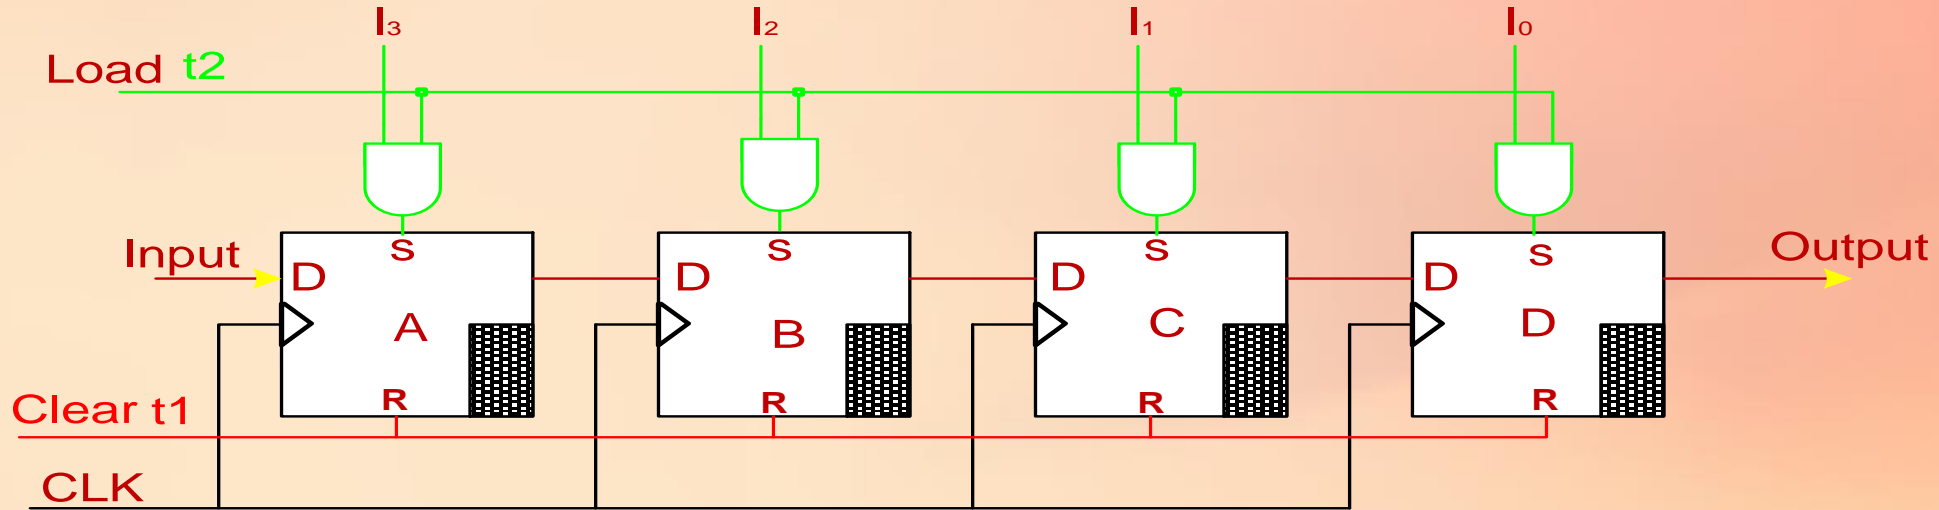 I₃ I₂ I₁ I₀
Load t2
S S S S
Input D D D D Output
A B C D
R R R R
Clear t1
CLK